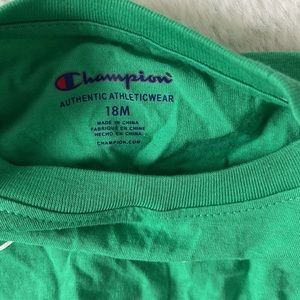 Champion
AUTHENTIC ATHLETICWEAR
18M
MADE IN CHINA
FABRIQUÉ EN CHINE
HECHO EN CHINA
CHAMPION.COM